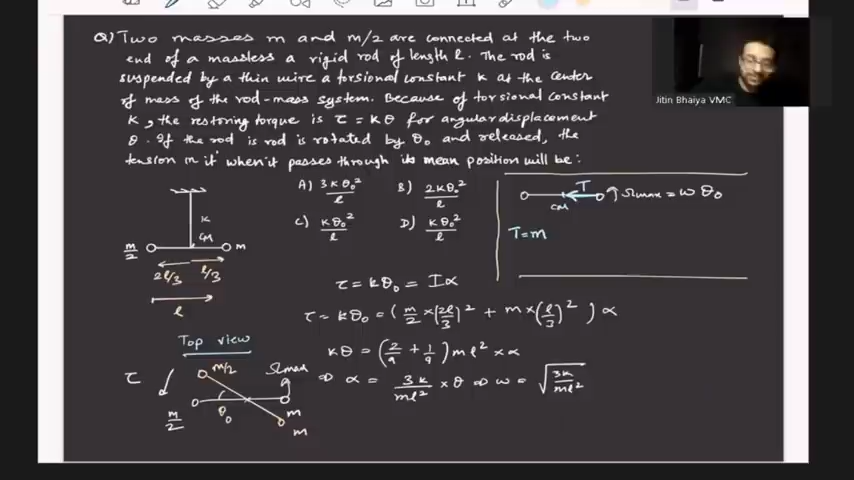 Q) Two masses m and m/2 are connected at the two
end of a massless a rigid rod of length l. The rod is
suspended by a thin wire a torsional constant K at the center
of mass of the rod-mass system. Because of torsional constant
K, the restoring torque is τ = Kθ for angular displacement
θ. If the rod is rod is rotated by θ₀ and released, the
tension in it when it passes through its mean position will be:
A) 3Kθ₀²/l B) 2Kθ₀²/l
C) Kθ₀²/l D) Kθ₀²/l
K
CM
m/2 m
2l/3 l/3
l
τ = Kθ₀ = Iα
τ = Kθ₀ = (m/2 × (2l/3)² + m × (l/3)²) α
Kθ = (2/9 + 1/9) ml² × α
⇒ α = 3K/ml² × θ ⇒ ω = √(3K/ml²)
Top view
m/2
τ
Ωmax
m/2
θ₀
m
m
T
Ωmax = ω θ₀
CM
T = m
Jitin Bhaiya VMC